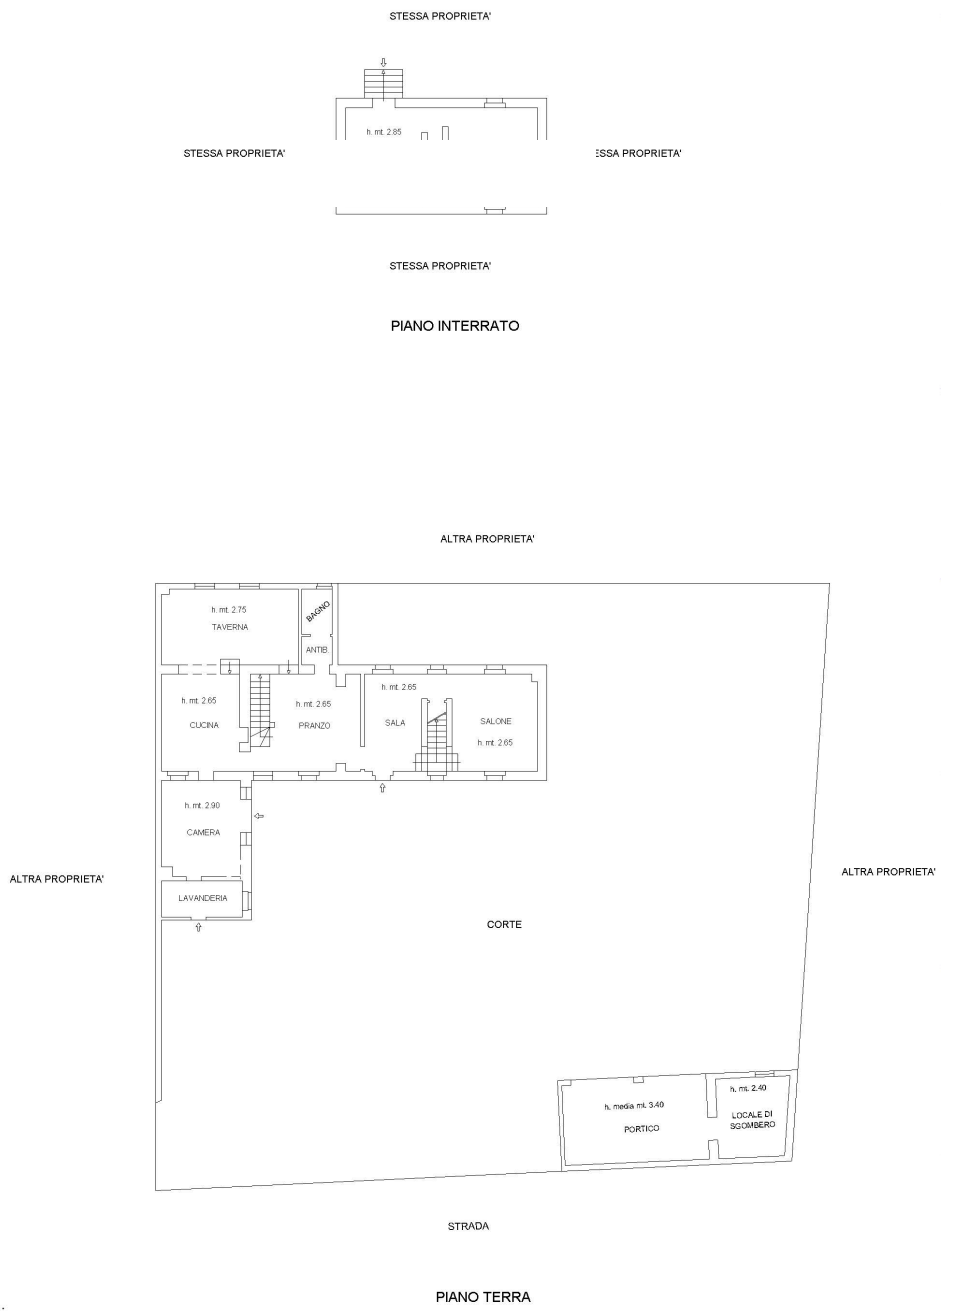 STESSA PROPRIETA'
h. mt. 2.85
STESSA PROPRIETA'
ESSA PROPRIETA'
STESSA PROPRIETA'
PIANO INTERRATO
ALTRA PROPRIETA'
h. mt. 2.75
TAVERNA
BAGNO
ANTIB.
h. mt. 2.65
CUCINA
h. mt. 2.65
PRANZO
h. mt. 2.65
SALA
SALONE
h. mt. 2.65
h. mt. 2.90
CAMERA
LAVANDERIA
ALTRA PROPRIETA'
ALTRA PROPRIETA'
CORTE
h. media mt. 3.40
PORTICO
h. mt. 2.40
LOCALE DI
SGOMBERO
STRADA
PIANO TERRA